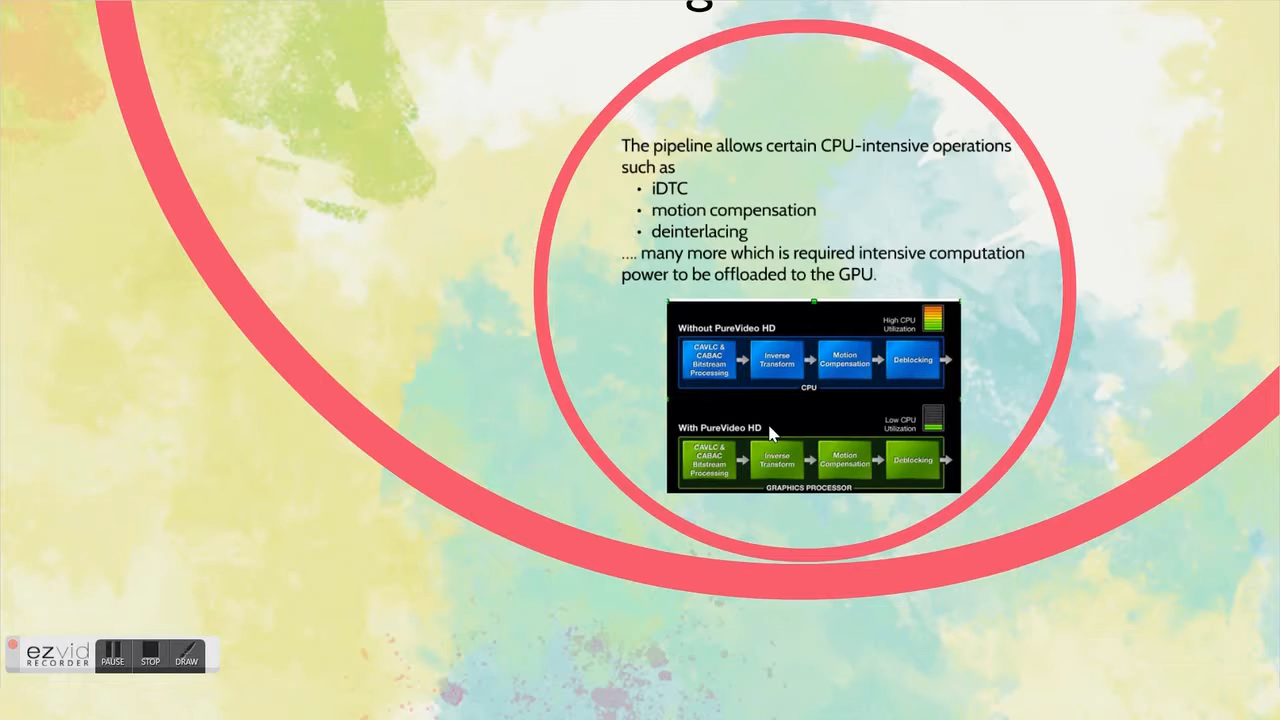 The pipeline allows certain CPU-intensive operations
such as
• iDTC
• motion compensation
• deinterlacing
.... many more which is required intensive computation
power to be offloaded to the GPU.
Without PureVideo HD
High CPU
Utilization
CAVLC &
CABAC
Bitstream
Processing
Inverse
Transform
Motion
Compensation
Deblocking
CPU
With PureVideo HD
Low CPU
Utilization
CAVLC &
CABAC
Bitstream
Processing
Inverse
Transform
Motion
Compensation
Deblocking
GRAPHICS PROCESSOR
ezvid
RECORDER
PAUSE
STOP
DRAW